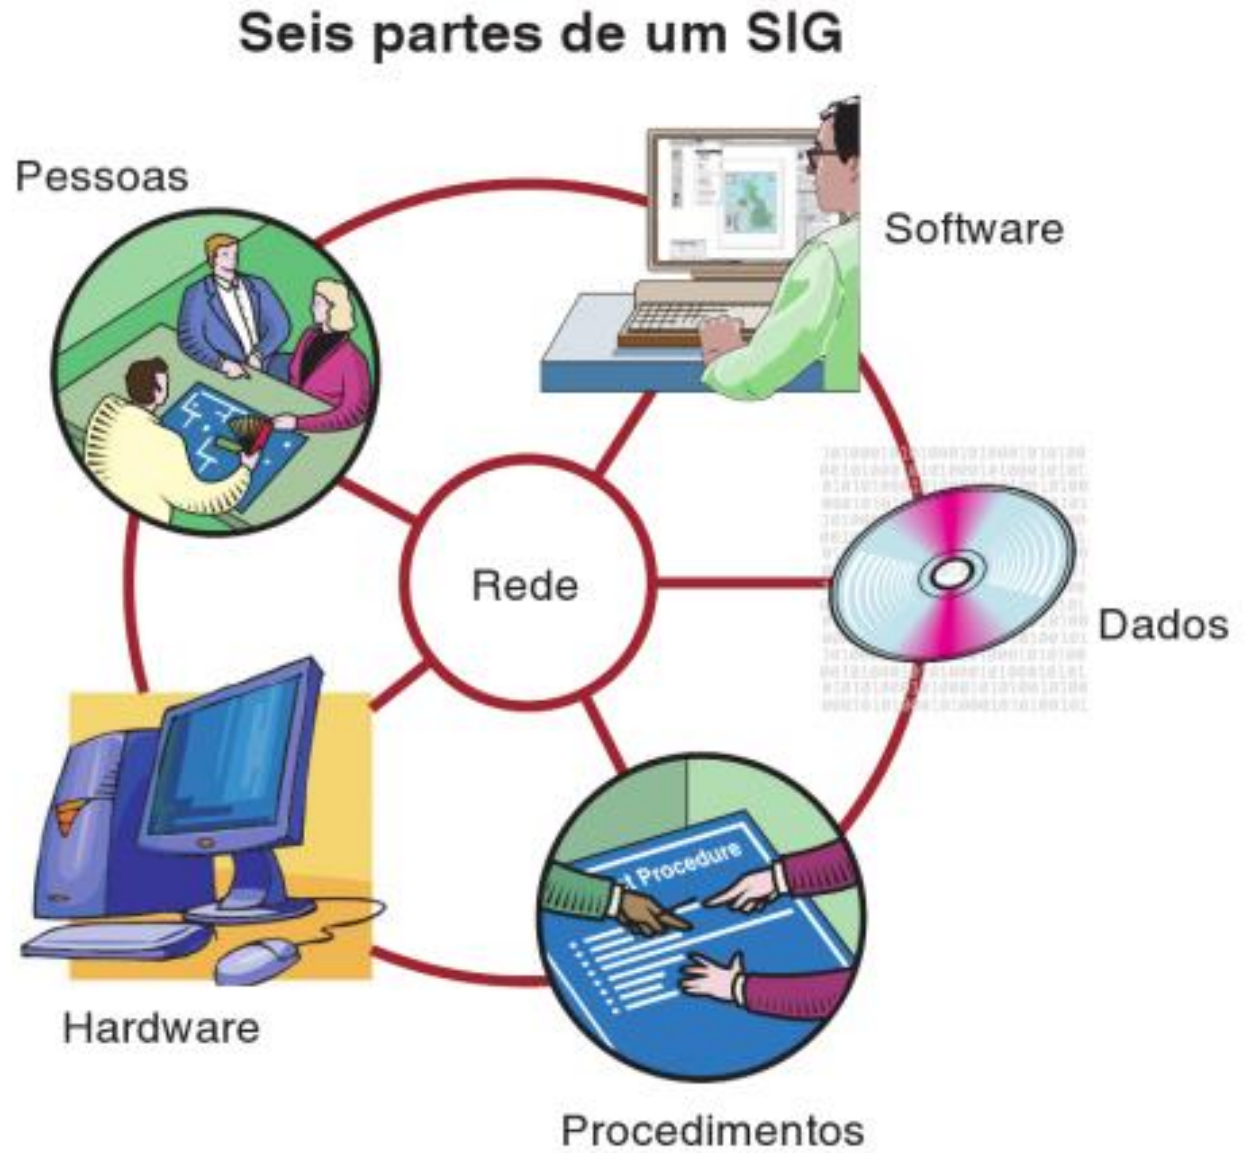 Seis partes de um SIG
Pessoas
Software
Rede
Dados
t Procedure
Hardware
Procedimentos